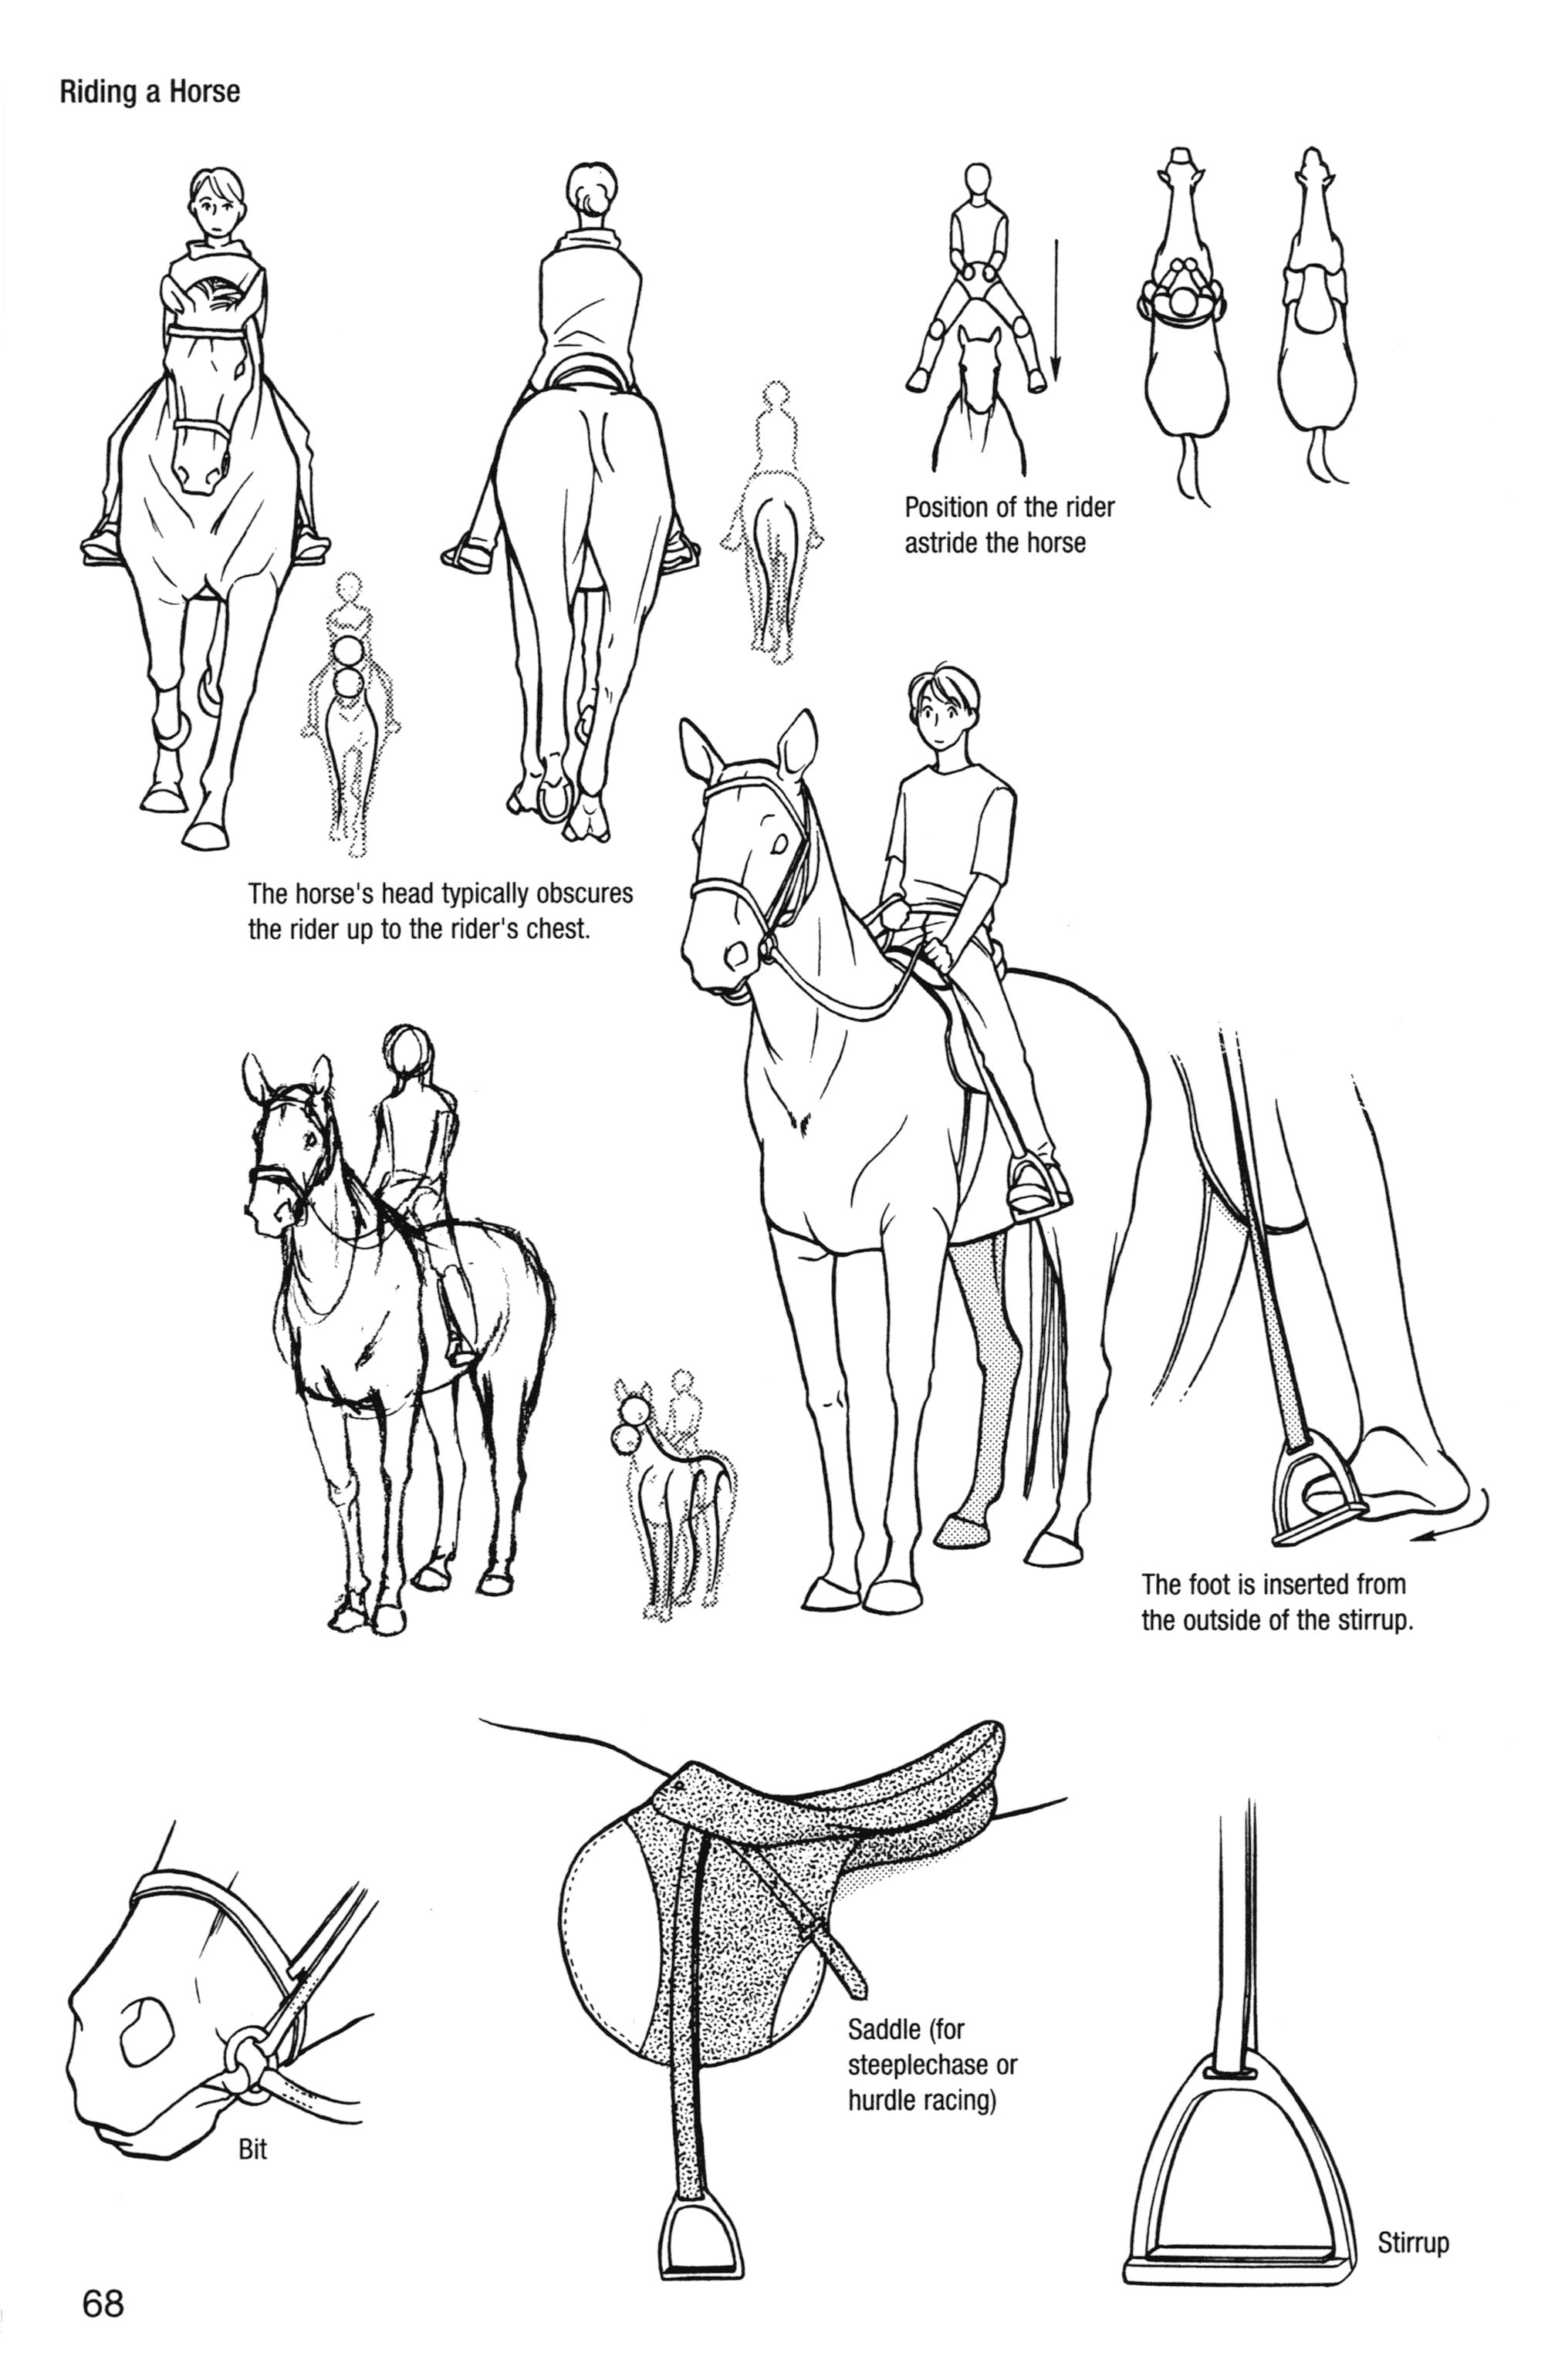 Riding a Horse
Position of the rider
astride the horse
The horse's head typically obscures
the rider up to the rider's chest.
The foot is inserted from
the outside of the stirrup.
Saddle (for
steeplechase or
hurdle racing)
Bit
Stirrup
68